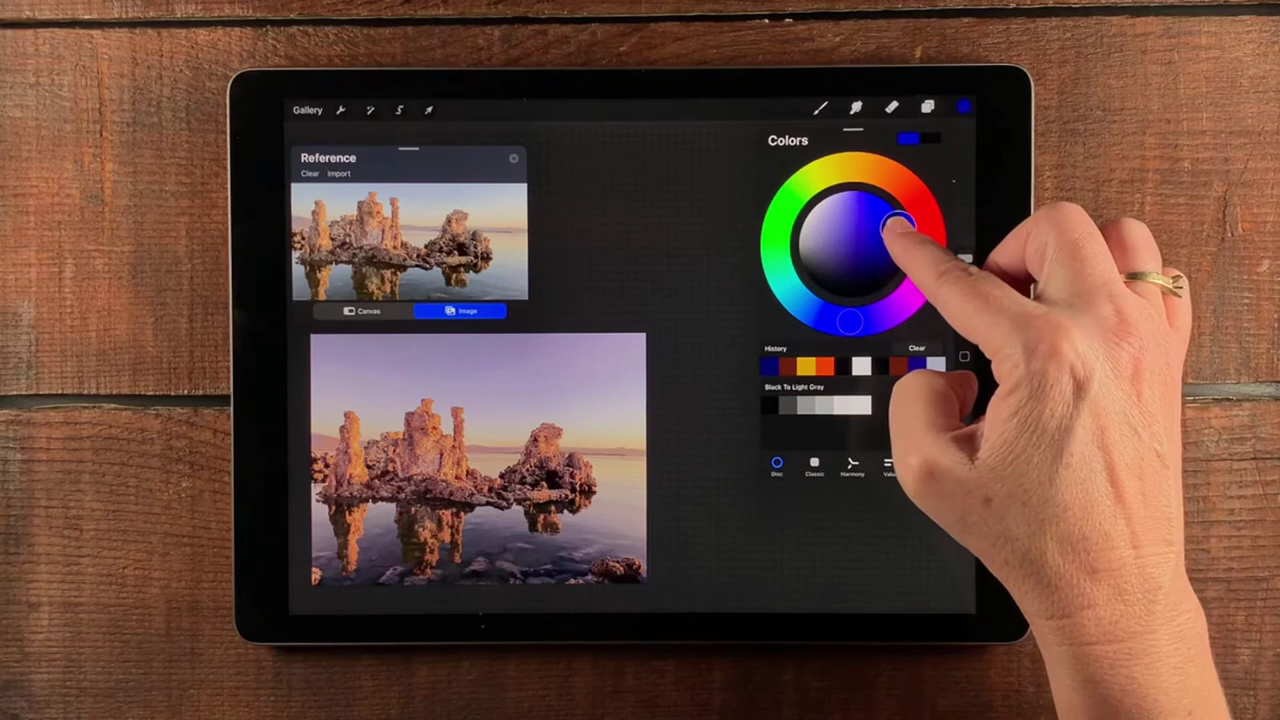 Gallery
Colors
Reference
Clear Import
Canvas Image
History Clear
Black To Light Gray
Disc Classic Harmony